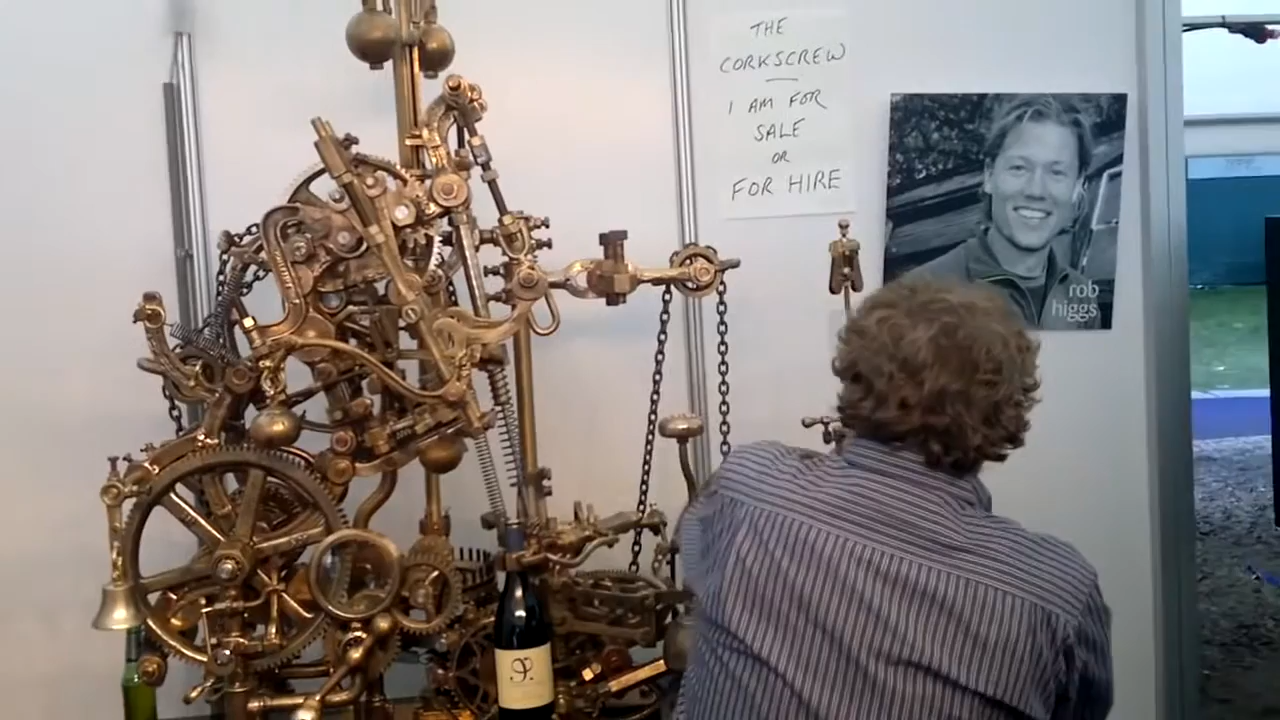 THE
CORKSCREW
I AM FOR
SALE
OR
FOR HIRE
rob
higgs